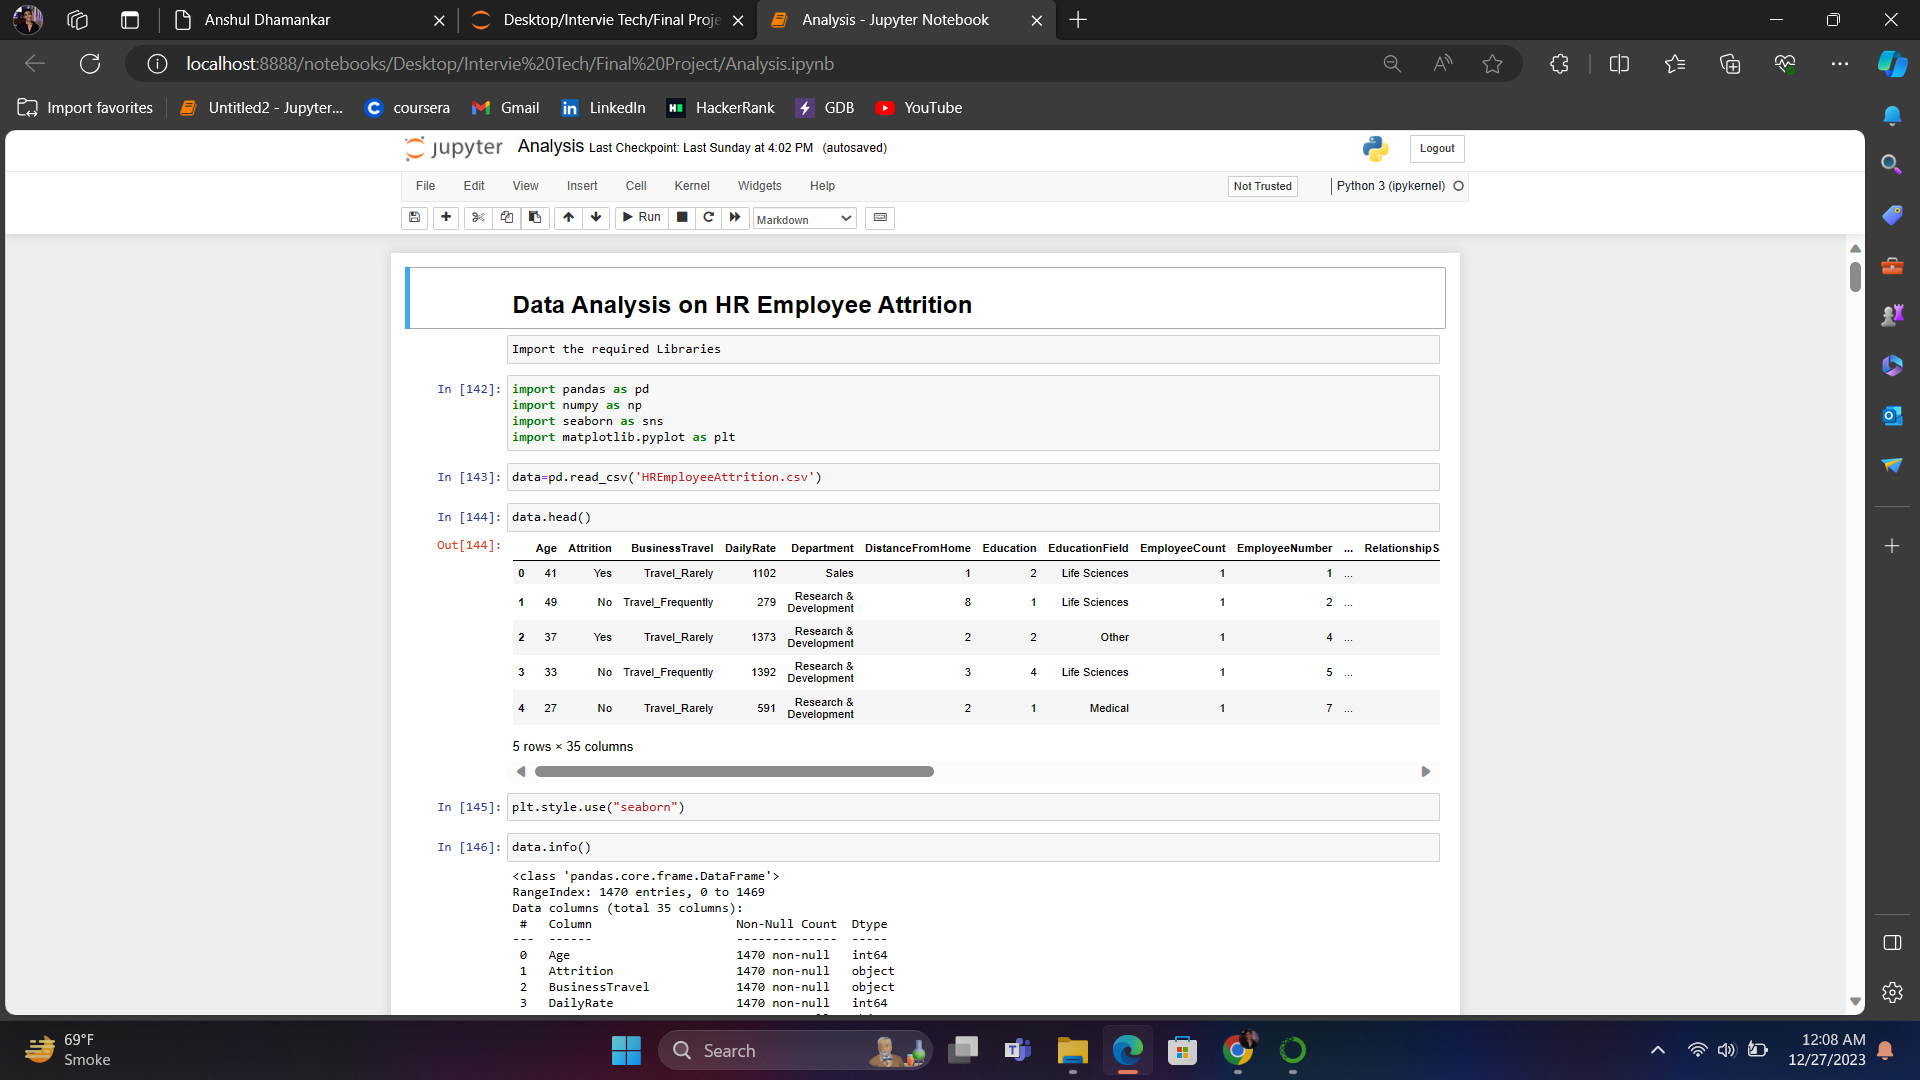 Anshul Dhamankar
Desktop/Intervie Tech/Final Proje
Analysis - Jupyter Notebook
localhost:8888/notebooks/Desktop/Intervie%20Tech/Final%20Project/Analysis.ipynb
Import favorites
Untitled2 - Jupyter...
coursera
Gmail
LinkedIn
HackerRank
GDB
YouTube
jupyter Analysis Last Checkpoint: Last Sunday at 4:02 PM (autosaved)
Logout
File Edit View Insert Cell Kernel Widgets Help
Not Trusted
Python 3 (ipykernel)
Run
Markdown
Data Analysis on HR Employee Attrition
Import the required Libraries
In [142]: import pandas as pd
import numpy as np
import seaborn as sns
import matplotlib.pyplot as plt
In [143]: data=pd.read_csv('HREmployeeAttrition.csv')
In [144]: data.head()
Out[144]:
Age Attrition BusinessTravel DailyRate Department DistanceFromHome Education EducationField EmployeeCount EmployeeNumber ... RelationshipS
0 41 Yes Travel_Rarely 1102 Sales 1 2 Life Sciences 1 1 ...
1 49 No Travel_Frequently 279 Research & Development 8 1 Life Sciences 1 2 ...
2 37 Yes Travel_Rarely 1373 Research & Development 2 2 Other 1 4 ...
3 33 No Travel_Frequently 1392 Research & Development 3 4 Life Sciences 1 5 ...
4 27 No Travel_Rarely 591 Research & Development 2 1 Medical 1 7 ...
5 rows × 35 columns
In [145]: plt.style.use("seaborn")
In [146]: data.info()
<class 'pandas.core.frame.DataFrame'>
RangeIndex: 1470 entries, 0 to 1469
Data columns (total 35 columns):
# Column Non-Null Count Dtype
--- ------ -------------- -----
0 Age 1470 non-null int64
1 Attrition 1470 non-null object
2 BusinessTravel 1470 non-null object
3 DailyRate 1470 non-null int64
69°F
Smoke
Search
12:08 AM
12/27/2023